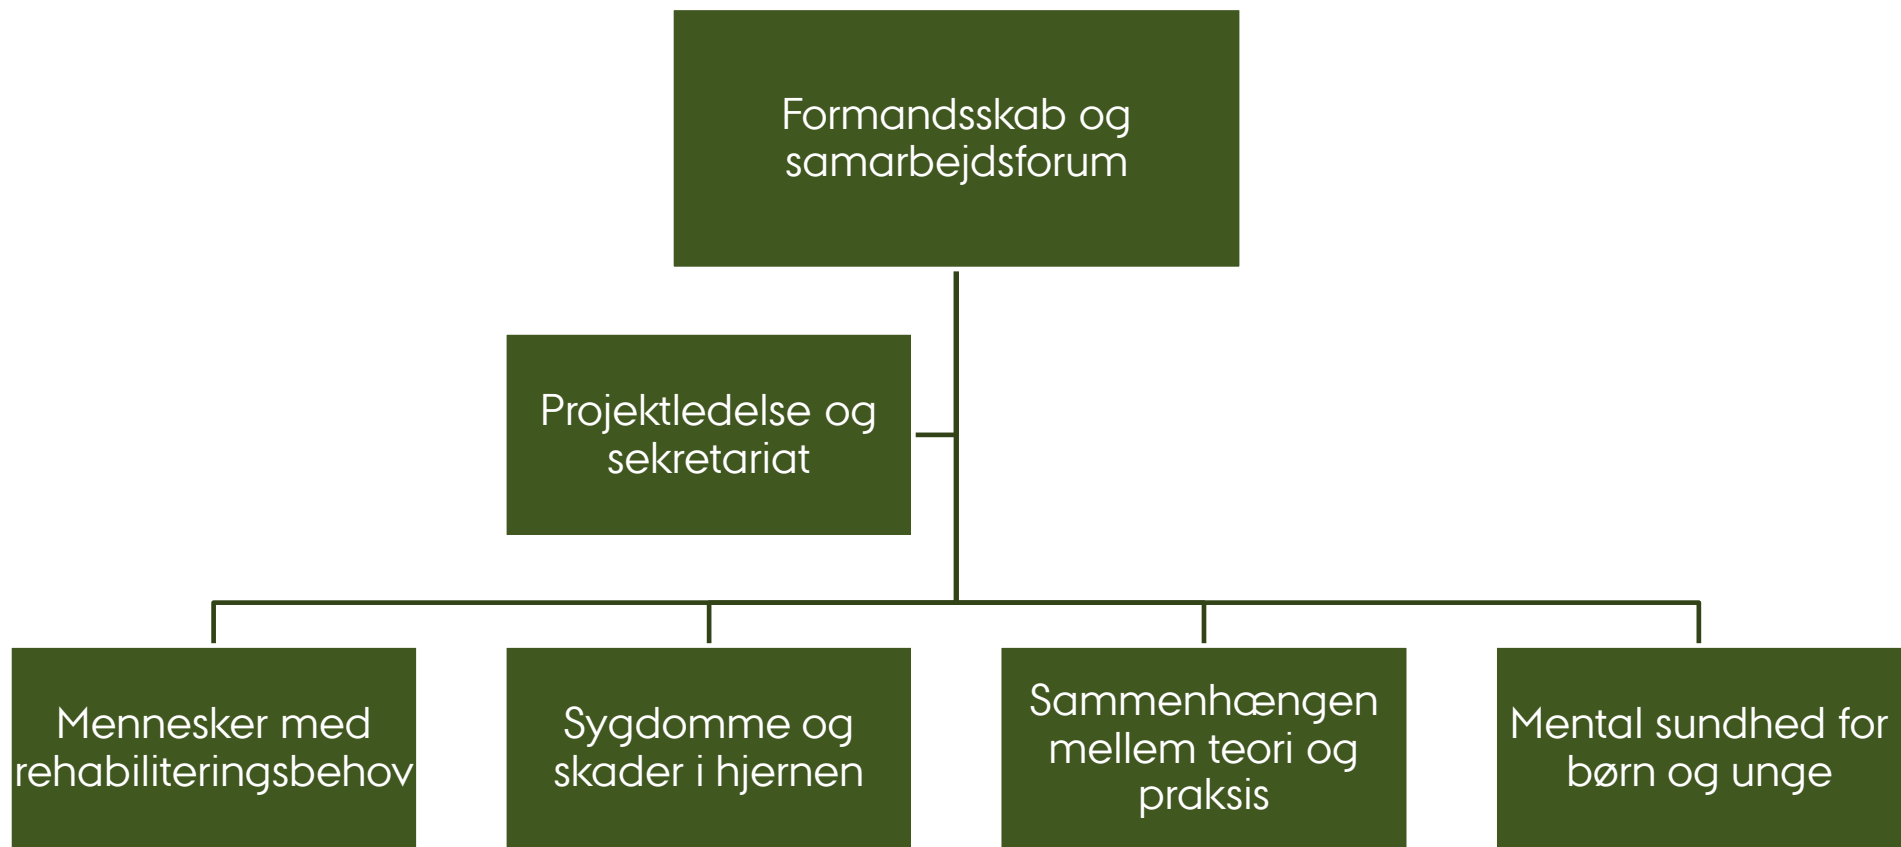 Formandsskab og
samarbejdsforum
Projektledelse og
sekretariat
Mennesker med
rehabiliteringsbehov
Sygdomme og
skader i hjernen
Sammenhængen
mellem teori og
praksis
Mental sundhed for
børn og unge